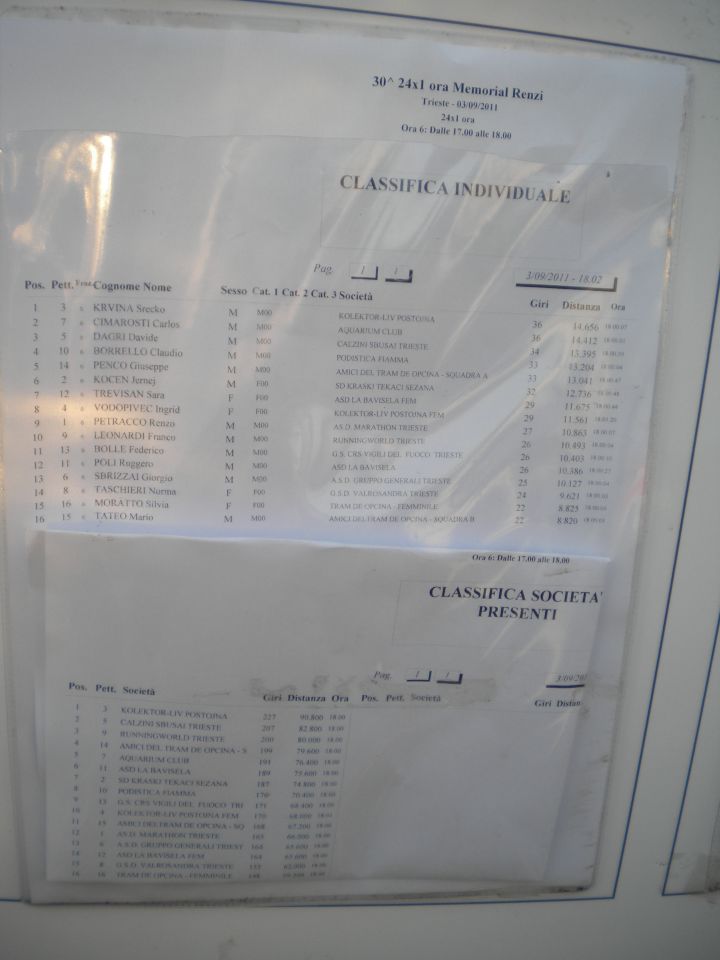 30^ 24x1 ora Memorial Renzi
Trieste - 03/09/2011
24x1 ora
Ora 6: Dalle 17.00 alle 18.00
CLASSIFICA INDIVIDUALE
Pag. 1 1 3/09/2011 - 18.02
Pos. Pett. Cognome Nome Sesso Cat. 1 Cat. 2 Cat. 3 Società Giri Distanza Ora
1 3 KRVINA Srecko M M00 KOLEKTOR-LIV POSTOJNA 36 14.656
2 7 CIMAROSTI Carlos M M00 AQUARIUM CLUB 36 14.412
3 5 DAGRI Davide M M00 CALZINI SBUSAI TRIESTE 34 13.395
4 10 BORRELLO Claudio M M00 PODISTICA FIAMMA 33 13.204
5 14 PENCO Giuseppe M M00 AMICI DEL TRAM DE OPCINA - SQUADRA A 33 13.041
6 2 KOCEN Jernej M SD KRASKI TEKACI SEZANA 32 12.736
7 12 TREVISAN Sara F F00 ASD LA BAVISELA FEM 29 11.675
8 4 VODOPIVEC Ingrid F F00 KOLEKTOR-LIV POSTOJNA FEM 29 11.561
9 1 PETRACCO Renzo M M00 AS.D. MARATHON TRIESTE 27 10.863
10 9 LEONARDI Franco M M00 RUNNINGWORLD TRIESTE 26 10.493
11 13 BOLLE Federico M M00 G.S. CRS VIGILI DEL FUOCO TRIESTE 26 10.403
12 11 POLI Ruggero M M00 ASD LA BAVISELA 26 10.386
13 6 SBRIZZAI Giorgio M M00 A.S.D. GRUPPO GENERALI TRIESTE 25 10.127
14 8 TASCHIERI Norma F F00 G.S.D. VALROSANDRA TRIESTE 24 9.621
15 16 MORATTO Silvia F F00 TRAM DE OPCINA - FEMMINILE 22 8.825
16 15 TATEO Mario M M00 AMICI DEL TRAM DE OPCINA - SQUADRA B 22 8.820
Ora 6: Dalle 17.00 alle 18.00
CLASSIFICA SOCIETA'
PRESENTI
Pag. 1 1 3/09/201
Pos. Pett. Società Giri Distanza Ora Pos. Pett. Società Giri Distan
1 3 KOLEKTOR-LIV POSTOJNA 227 90.800 18.00
2 5 CALZINI SBUSAI TRIESTE 207 82.800 18.00
3 9 RUNNINGWORLD TRIESTE 200 80.000 18.00
4 14 AMICI DEL TRAM DE OPCINA - S 199 79.600 18.00
5 7 AQUARIUM CLUB 191 76.400 18.00
6 11 ASD LA BAVISELA 189 75.600 18.00
7 2 SD KRASKI TEKACI SEZANA 187 74.800 18.00
8 10 PODISTICA FIAMMA 176 70.400 18.00
9 13 G.S. CRS VIGILI DEL FUOCO TRI 171 68.400 18.00
10 4 KOLEKTOR-LIV POSTOJNA FEM 170 68.000
11 15 AMICI DEL TRAM DE OPCINA - SQ 168 67.200 18.00
12 1 AS.D. MARATHON TRIESTE 165 66.000 18.00
13 6 A.S.D. GRUPPO GENERALI TRIEST 164 65.600 18.00
14 12 ASD LA BAVISELA FEM 164 65.600 18.00
15 8 G.S.D. VALROSANDRA TRIESTE 18.00
16 16 TRAM DE OPCINA - FEMMINILE 18.00